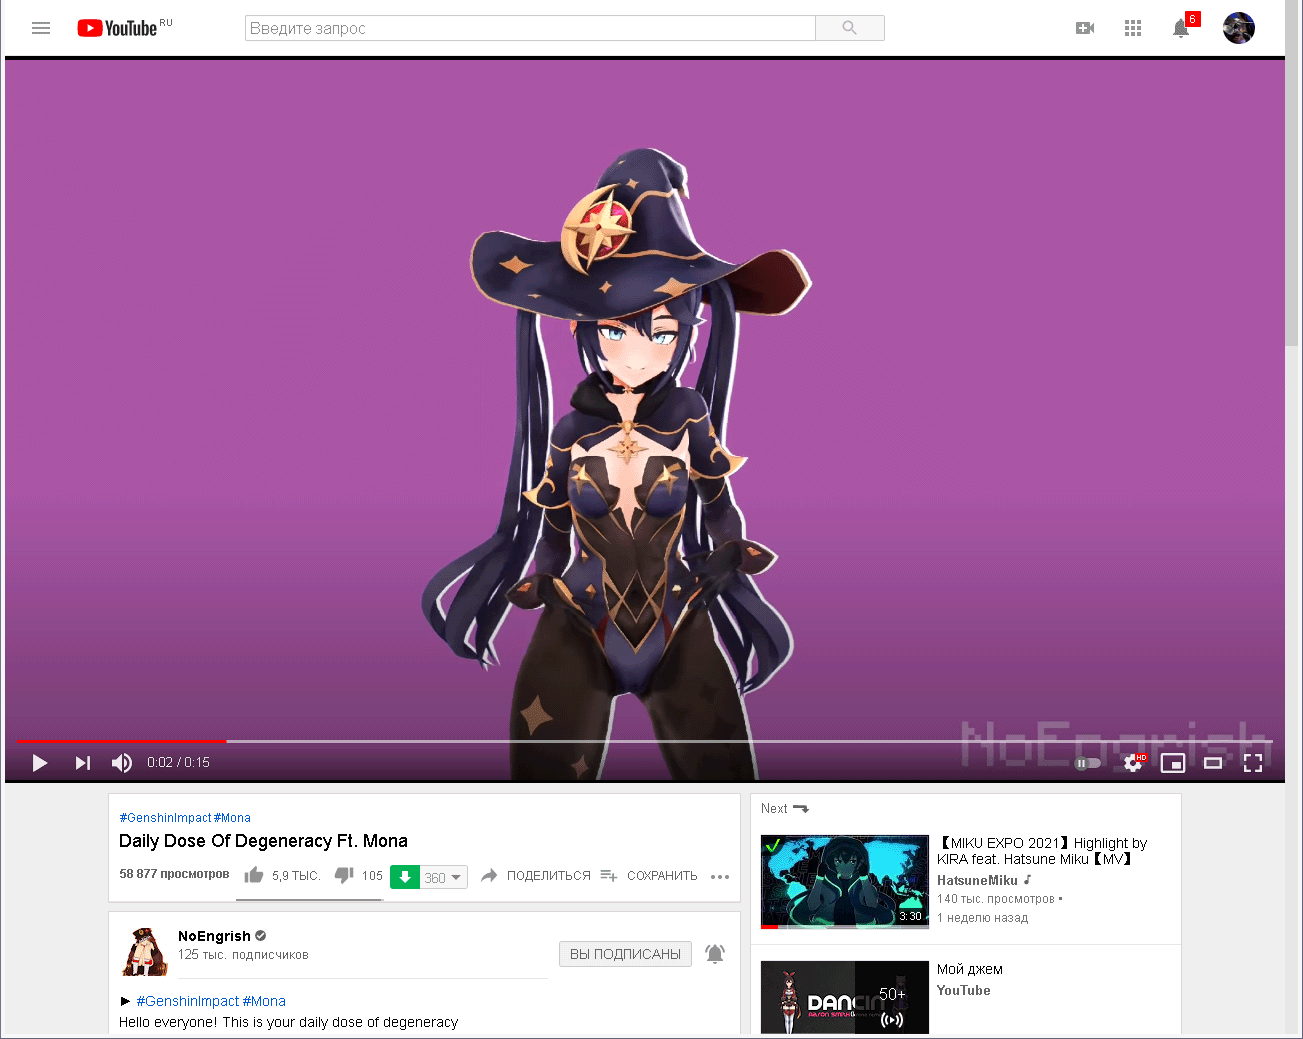 YouTube RU
Введите запрос
6
NoEngrish
0:02 / 0:15
HD
#GenshinImpact #Mona
Daily Dose Of Degeneracy Ft. Mona
58 877 просмотров
5,9 ТЫС.
105
360
ПОДЕЛИТЬСЯ
СОХРАНИТЬ
NoEngrish
125 тыс. подписчиков
ВЫ ПОДПИСАНЫ
► #GenshinImpact #Mona
Hello everyone! This is your daily dose of degeneracy
Next
3:30
【MIKU EXPO 2021】Highlight by
KIRA feat. Hatsune Miku【MV】
HatsuneMiku
140 тыс. просмотров •
1 неделю назад
DANCIN
50+
Мой джем
YouTube